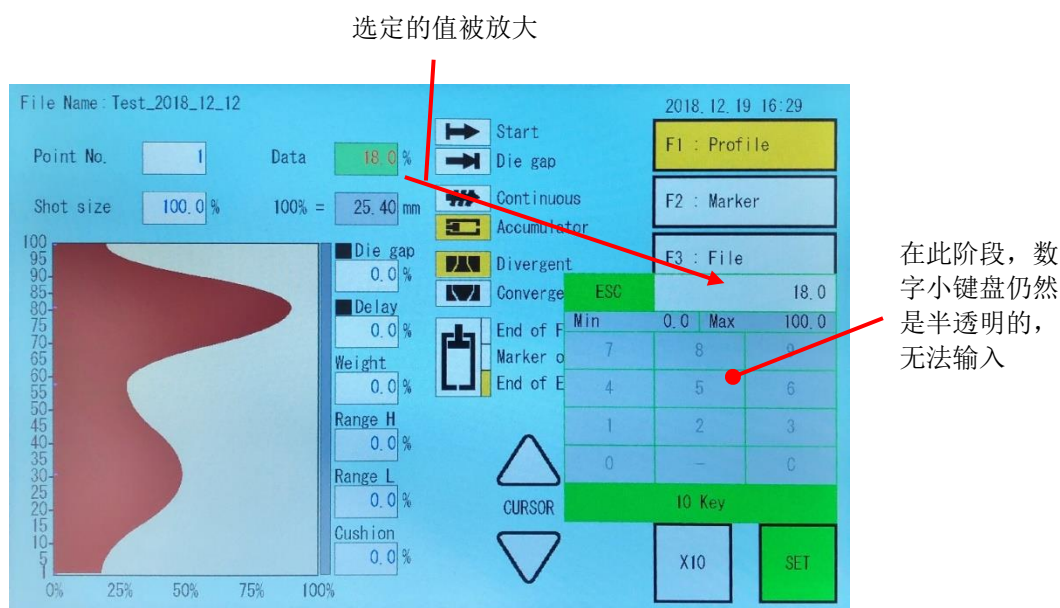 选定的值被放大
File Name:Test_2018_12_12
2018.12.19 16:29
Point No. 1 Data 18.0 %
Shot size 100.0 % 100% = 25.40 mm
Start
Die gap
Continuous
Accumulator
Divergent
Converge
End of F
Marker o
End of E
F1 : Profile
F2 : Marker
F3 : File
100
95
90
85
80
75
70
65
60
55
50
45
40
35
30
25
20
15
10
5
1
0% 25% 50% 75% 100%
Die gap
0.0 %
Delay
0.0 %
Weight
0.0 %
Range H
0.0 %
Range L
0.0 %
Cushion
0.0 %
CURSOR
ESC 18.0
Min 0.0 Max 100.0
7 8 9
4 5 6
1 2 3
0 - C
10 Key
X10 SET
在此阶段，数
字小键盘仍然
是半透明的，
无法输入